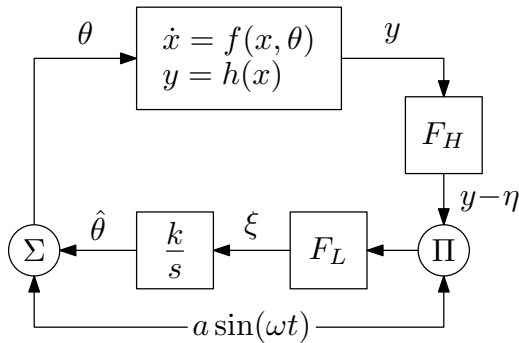 θ
ẋ = f(x, θ)
y = h(x)
y
F_H
y−η
Σ
θ̂
k
s
ξ
F_L
Π
a sin(ωt)